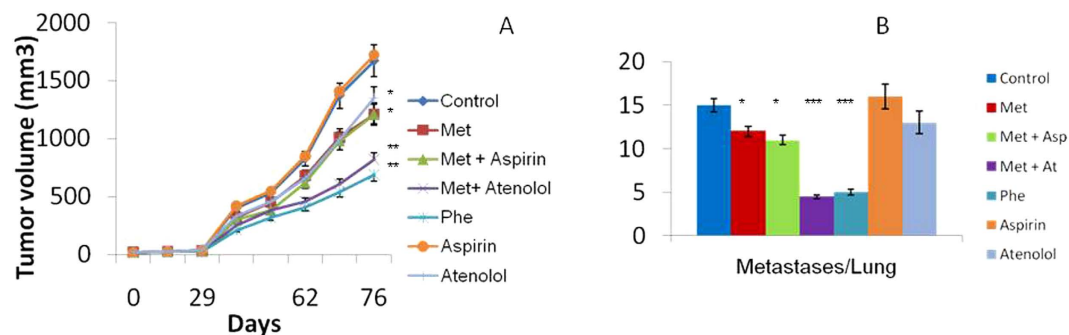 A
Tumor volume (mm3)
2000
1500
1000
500
0
0 29 62 76
Days
*
*
**
**
Control
Met
Met + Aspirin
Met+ Atenolol
Phe
Aspirin
Atenolol
B
20
15
10
5
0
* * *** ***
Metastases/Lung
Control
Met
Met + Asp
Met + At
Phe
Aspirin
Atenolol